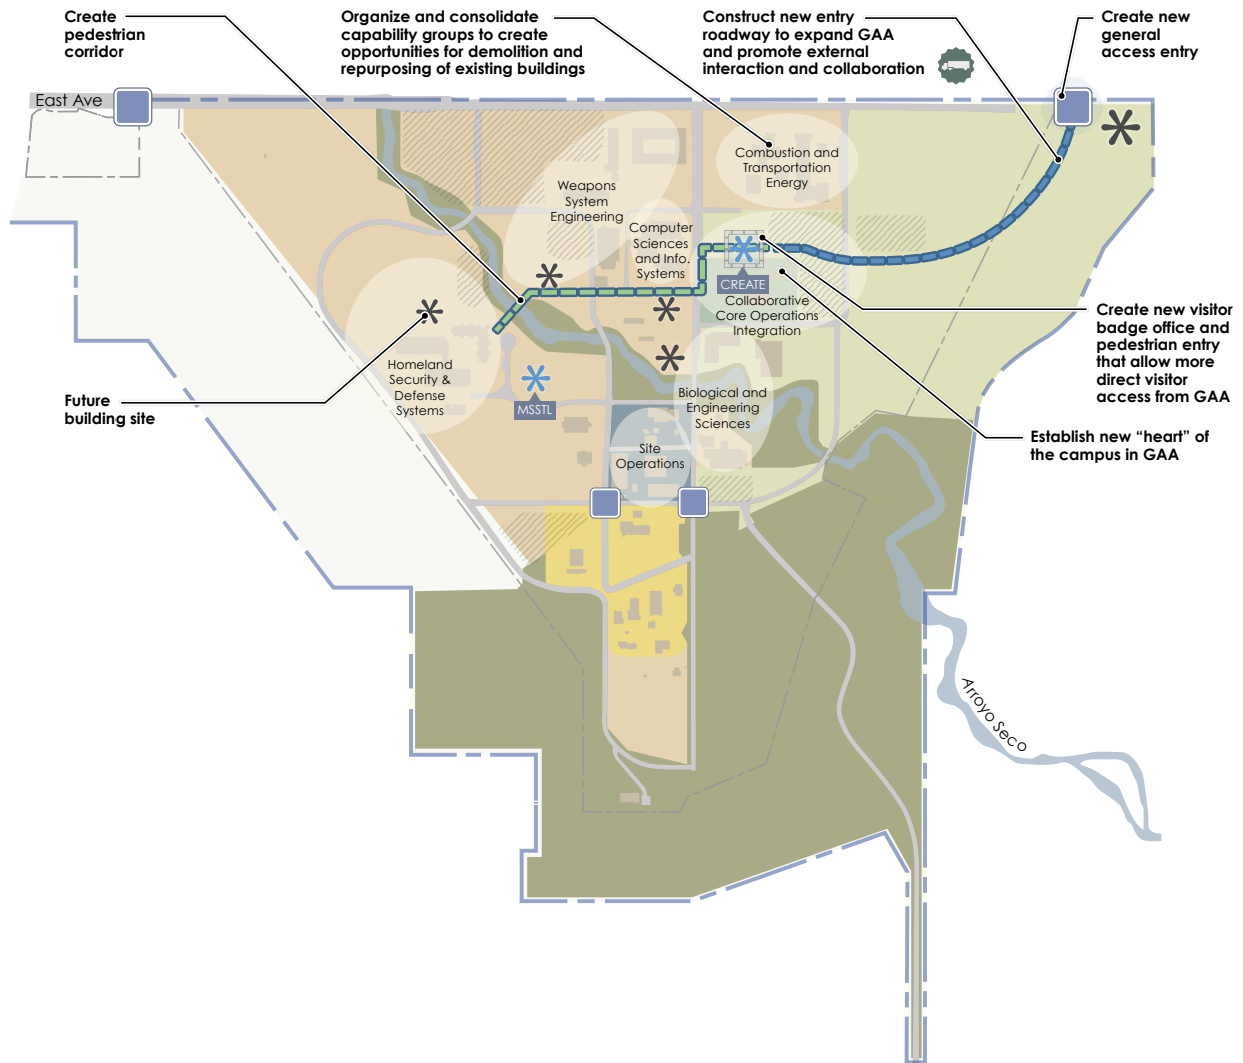 Create
pedestrian
corridor
Organize and consolidate
capability groups to create
opportunities for demolition and
repurposing of existing buildings
Construct new entry
roadway to expand GAA
and promote external
interaction and collaboration
Create new
general
access entry
East Ave
Combustion and
Transportation
Energy
Weapons
System
Engineering
Computer
Sciences
and Info.
Systems
CREATE
Collaborative
Core Operations
Integration
Create new visitor
badge office and
pedestrian entry
that allow more
direct visitor
access from GAA
Homeland
Security &
Defense
Systems
MSSTL
Biological and
Engineering
Sciences
Future
building site
Establish new “heart” of
the campus in GAA
Site
Operations
Arroyo Seco